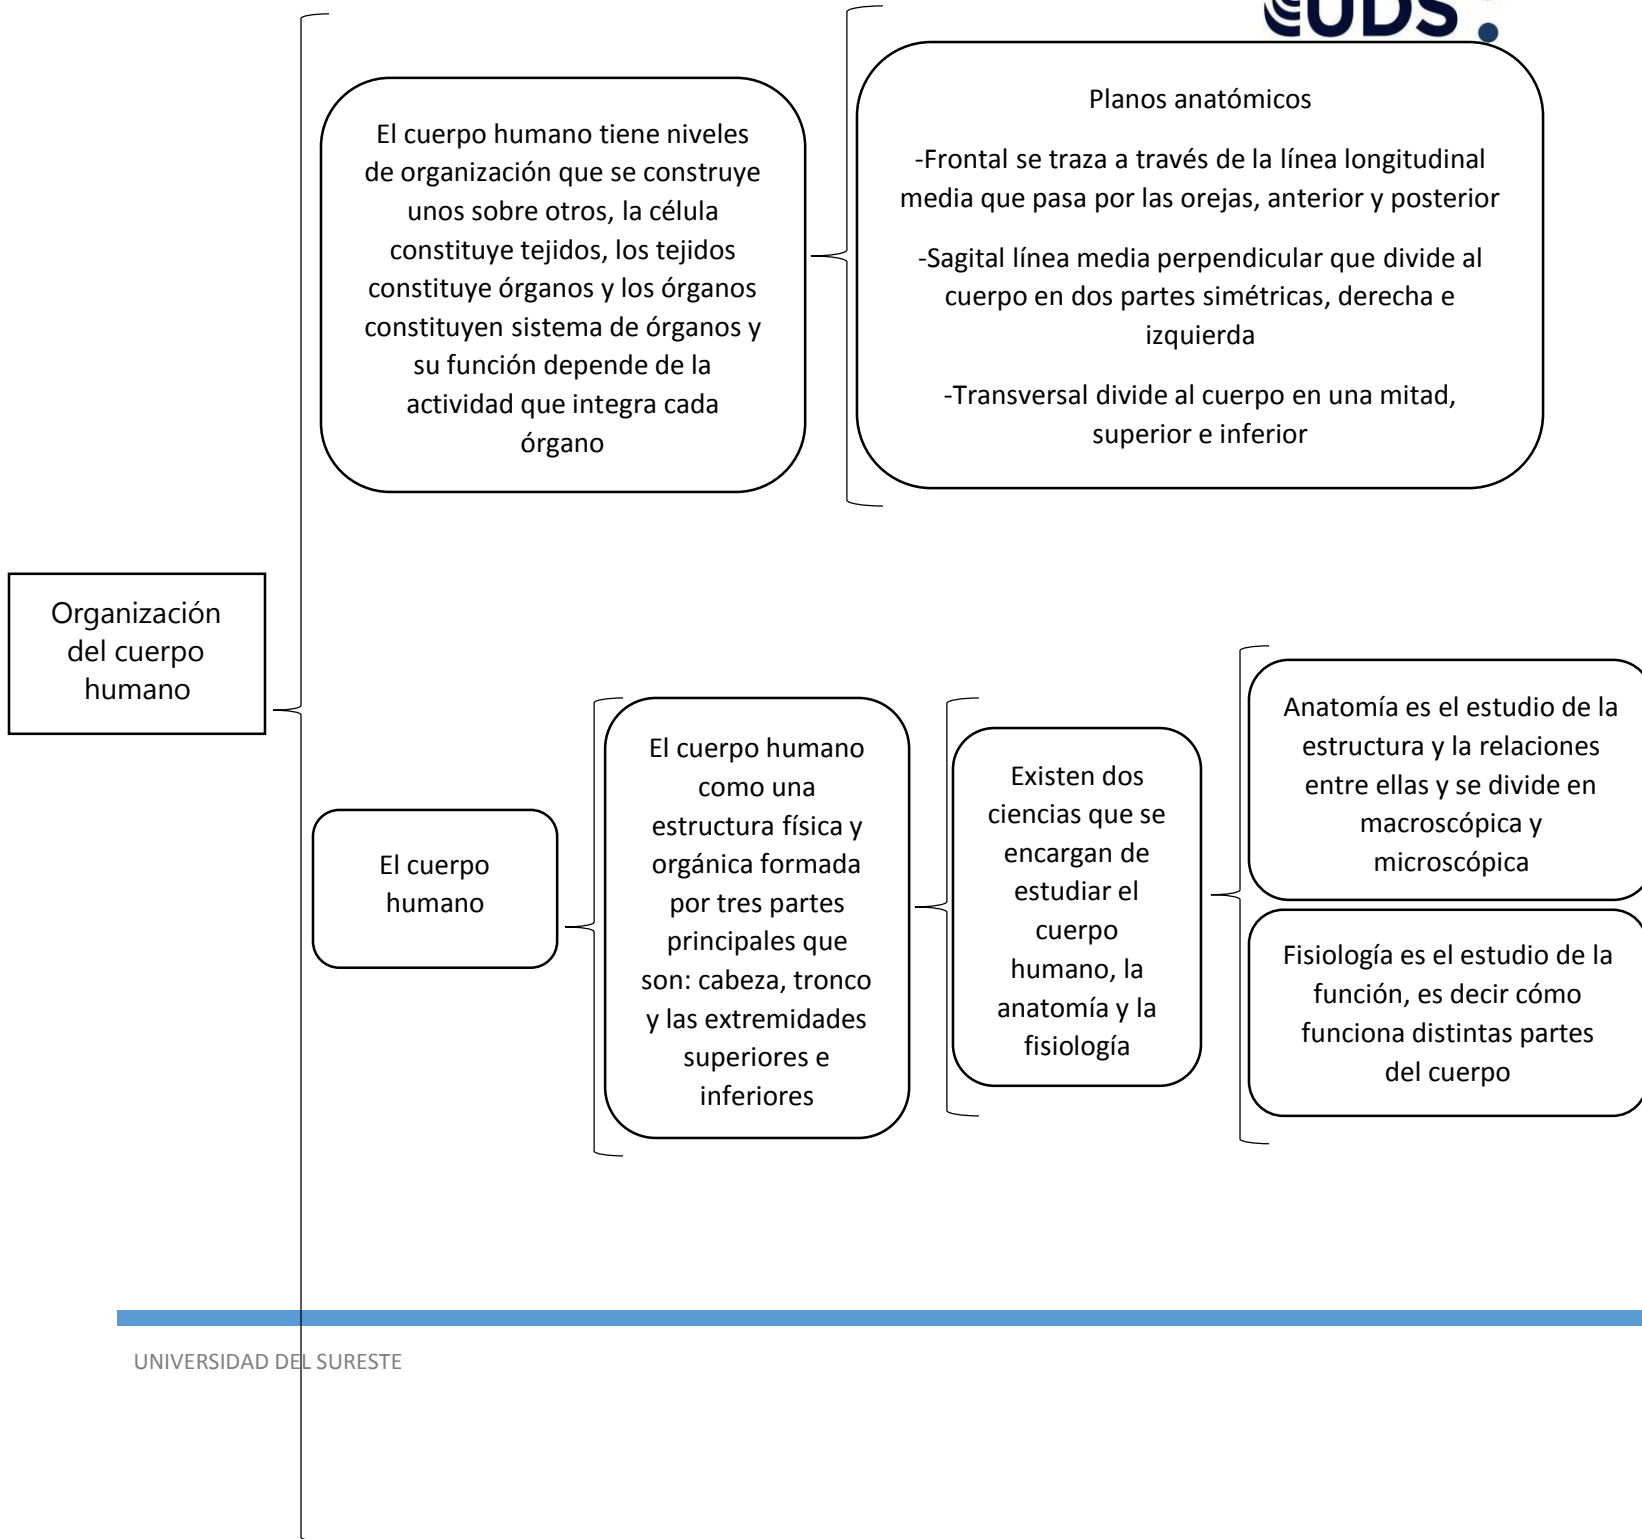 UDS
El cuerpo humano tiene niveles
de organización que se construye
unos sobre otros, la célula
constituye tejidos, los tejidos
constituye órganos y los órganos
constituyen sistema de órganos y
su función depende de la
actividad que integra cada
órgano
Planos anatómicos
-Frontal se traza a través de la línea longitudinal
media que pasa por las orejas, anterior y posterior
-Sagital línea media perpendicular que divide al
cuerpo en dos partes simétricas, derecha e
izquierda
-Transversal divide al cuerpo en una mitad,
superior e inferior
Organización
del cuerpo
humano
El cuerpo
humano
El cuerpo humano
como una
estructura física y
orgánica formada
por tres partes
principales que
son: cabeza, tronco
y las extremidades
superiores e
inferiores
Existen dos
ciencias que se
encargan de
estudiar el
cuerpo
humano, la
anatomía y la
fisiología
Anatomía es el estudio de la
estructura y la relaciones
entre ellas y se divide en
macroscópica y
microscópica
Fisiología es el estudio de la
función, es decir cómo
funciona distintas partes
del cuerpo
UNIVERSIDAD DEL SURESTE